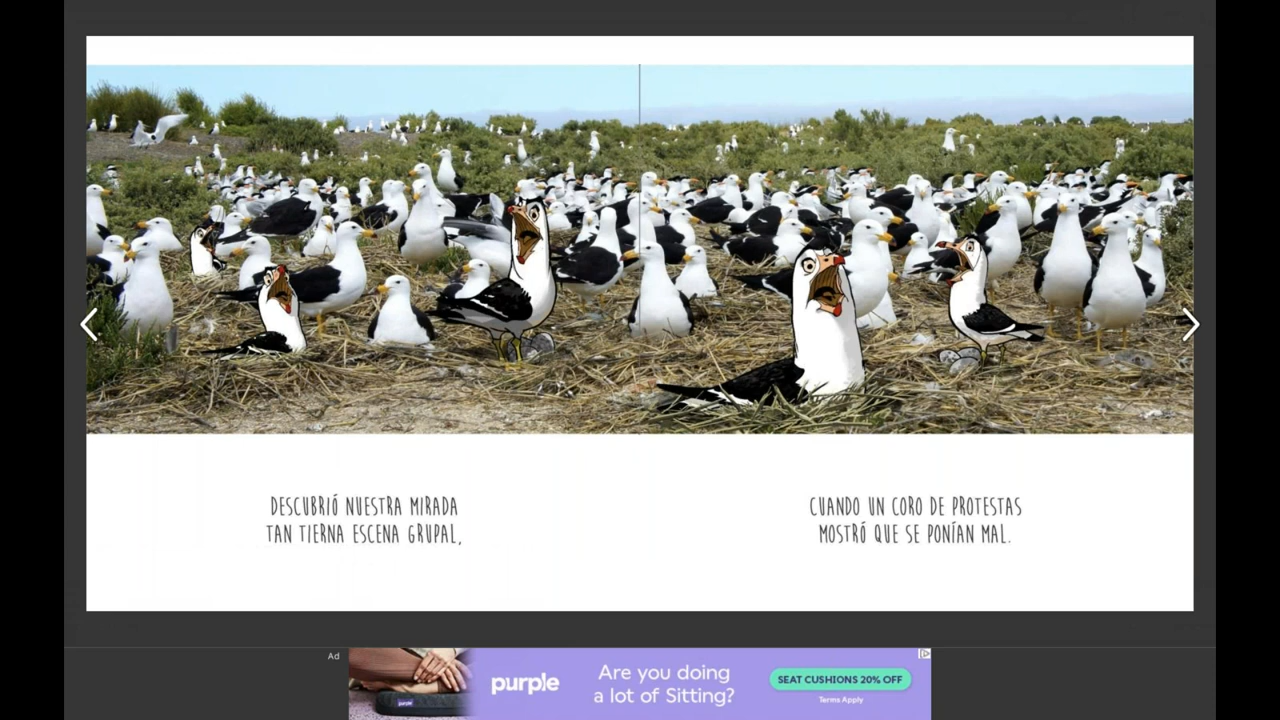 DESCUBRIÓ NUESTRA MIRADA
TAN TIERNA ESCENA GRUPAL,
CUANDO UN CORO DE PROTESTAS
MOSTRÓ QUE SE PONÍAN MAL.
Ad
purple
Are you doing
a lot of Sitting?
SEAT CUSHIONS 20% OFF
Terms Apply